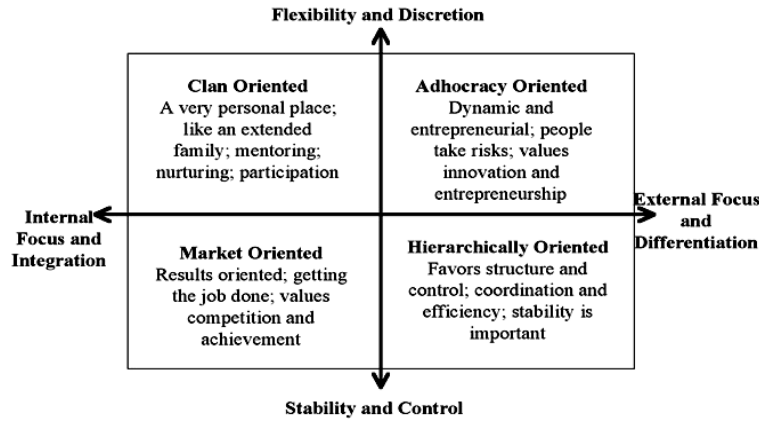 Flexibility and Discretion
Clan Oriented
A very personal place;
like an extended
family; mentoring;
nurturing; participation
Adhocracy Oriented
Dynamic and
entrepreneurial; people
take risks; values
innovation and
entrepreneurship
Internal
Focus and
Integration
External Focus
and
Differentiation
Market Oriented
Results oriented; getting
the job done; values
competition and
achievement
Hierarchically Oriented
Favors structure and
control; coordination and
efficiency; stability is
important
Stability and Control